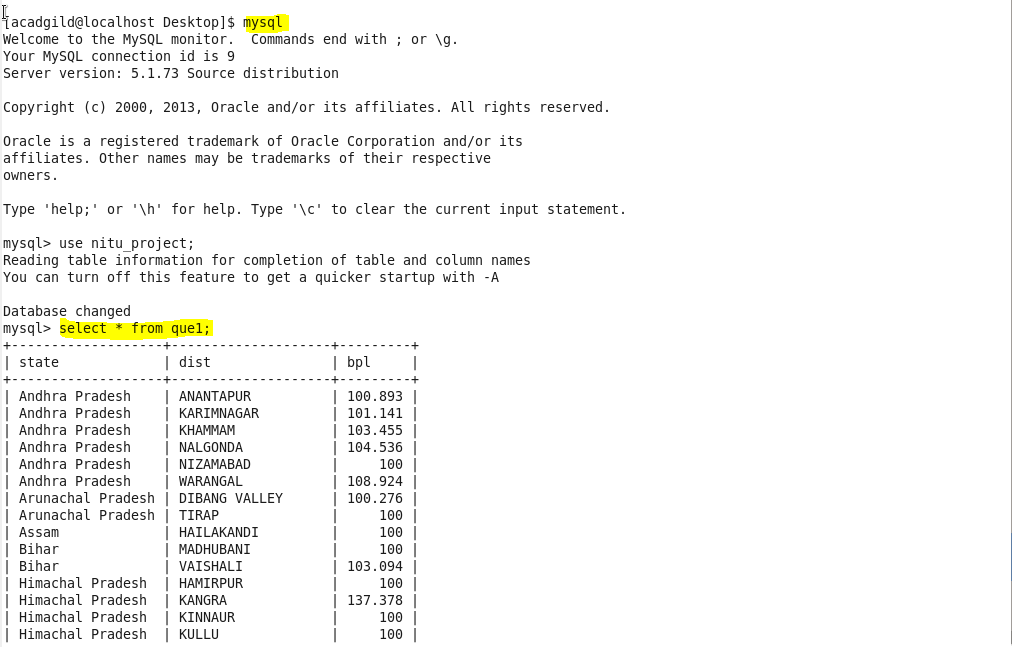 [acadgild@localhost Desktop]$ mysql
Welcome to the MySQL monitor.  Commands end with ; or \g.
Your MySQL connection id is 9
Server version: 5.1.73 Source distribution

Copyright (c) 2000, 2013, Oracle and/or its affiliates. All rights reserved.

Oracle is a registered trademark of Oracle Corporation and/or its
affiliates. Other names may be trademarks of their respective
owners.

Type 'help;' or '\h' for help. Type '\c' to clear the current input statement.

mysql> use nitu_project;
Reading table information for completion of table and column names
You can turn off this feature to get a quicker startup with -A

Database changed
mysql> select * from que1;
+-------------------+--------------------+---------+
| state             | dist               | bpl     |
+-------------------+--------------------+---------+
| Andhra Pradesh    | ANANTAPUR          | 100.893 |
| Andhra Pradesh    | KARIMNAGAR         | 101.141 |
| Andhra Pradesh    | KHAMMAM            | 103.455 |
| Andhra Pradesh    | NALGONDA           | 104.536 |
| Andhra Pradesh    | NIZAMABAD          |     100 |
| Andhra Pradesh    | WARANGAL           | 108.924 |
| Arunachal Pradesh | DIBANG VALLEY      | 100.276 |
| Arunachal Pradesh | TIRAP              |     100 |
| Assam             | HAILAKANDI         |     100 |
| Bihar             | MADHUBANI          |     100 |
| Bihar             | VAISHALI           | 103.094 |
| Himachal Pradesh  | HAMIRPUR           |     100 |
| Himachal Pradesh  | KANGRA             | 137.378 |
| Himachal Pradesh  | KINNAUR            |     100 |
| Himachal Pradesh  | KULLU              |     100 |